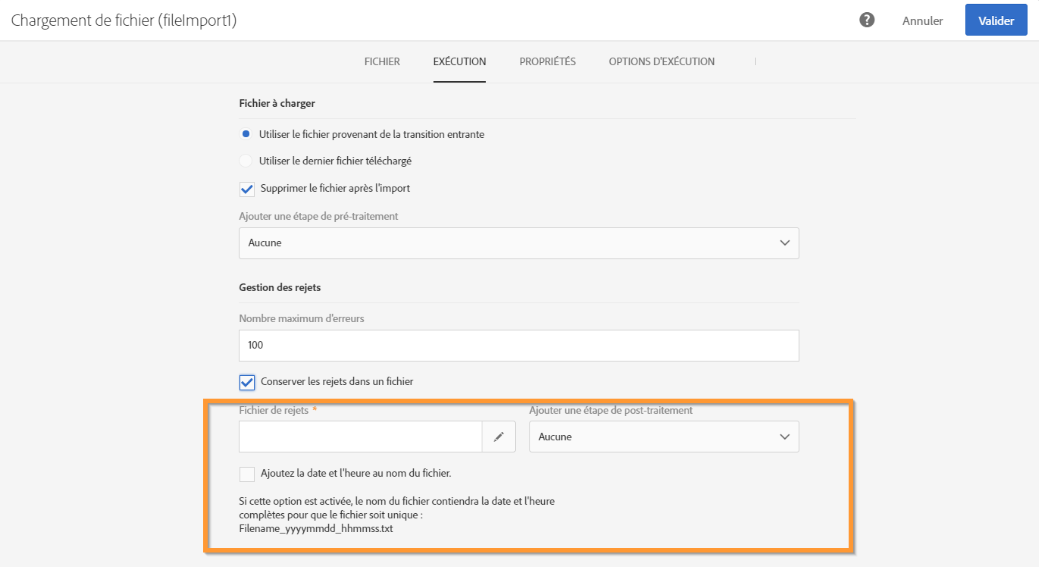 Chargement de fichier (fileImport1)
? Annuler Valider
FICHIER EXÉCUTION PROPRIÉTÉS OPTIONS D'EXÉCUTION
Fichier à charger
Utiliser le fichier provenant de la transition entrante
Utiliser le dernier fichier téléchargé
Supprimer le fichier après l'import
Ajouter une étape de pré-traitement
Aucune
Gestion des rejets
Nombre maximum d'erreurs
100
Conserver les rejets dans un fichier
Fichier de rejets * Ajouter une étape de post-traitement
Aucune
Ajoutez la date et l'heure au nom du fichier.
Si cette option est activée, le nom du fichier contiendra la date et l'heure
complètes pour que le fichier soit unique :
Filename_yyyymmdd_hhmmss.txt